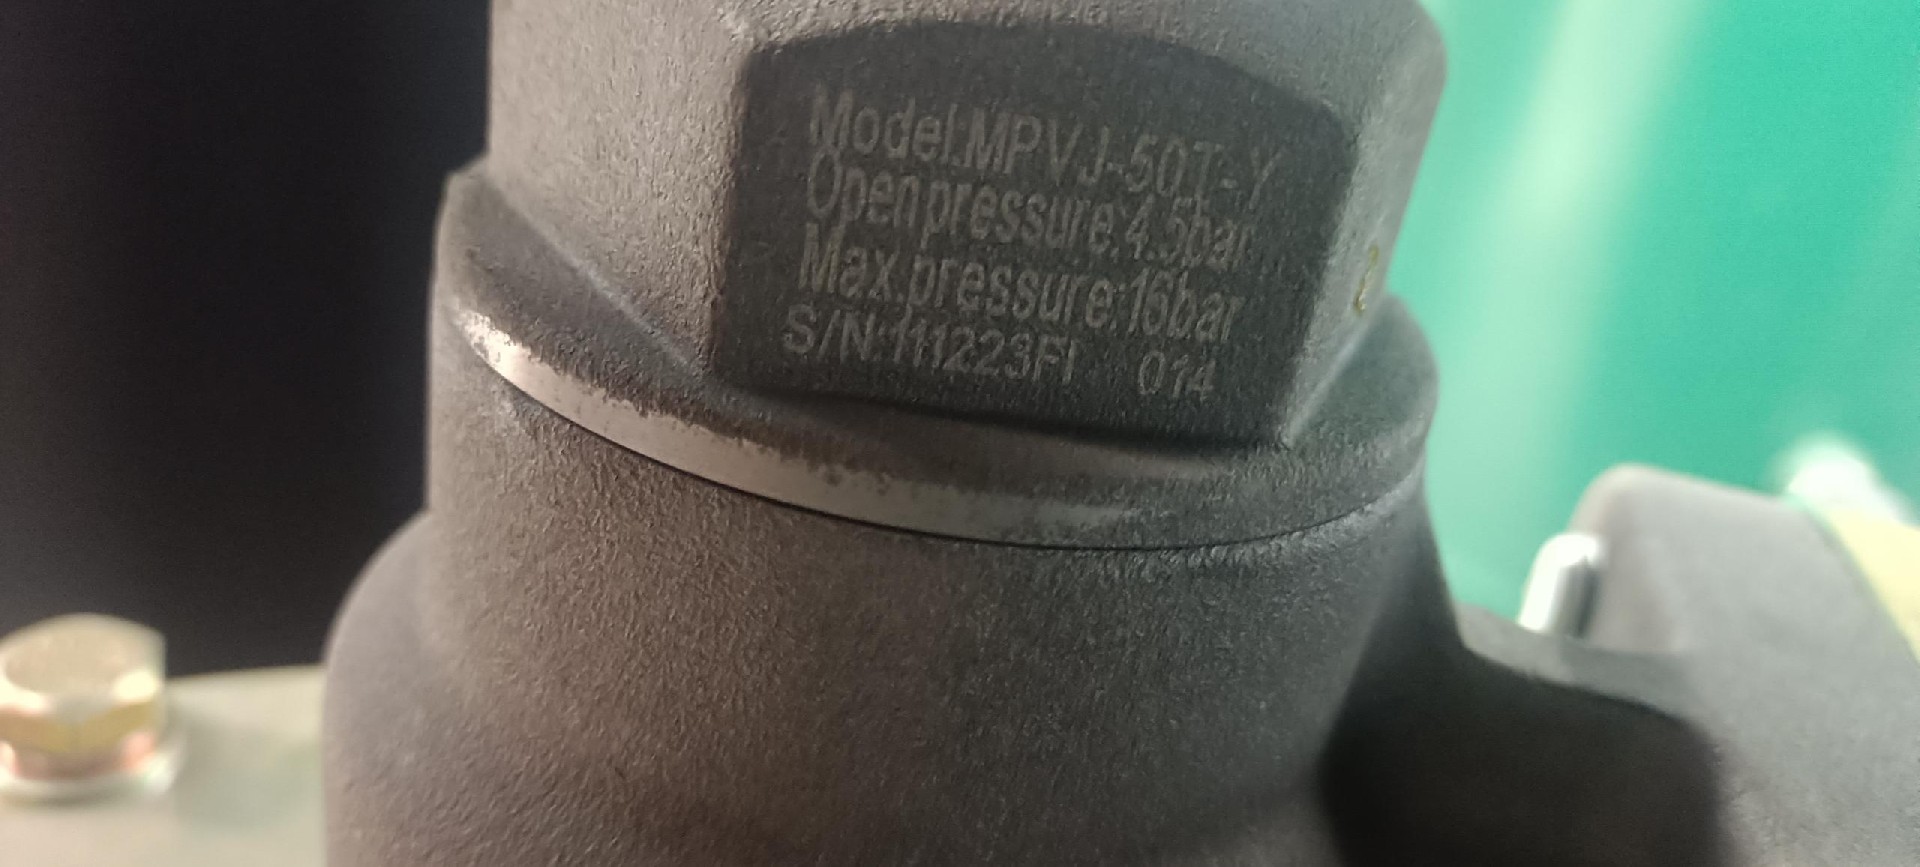 Model:MPVJ-50T-Y
Open pressure:4.5bar
Max.pressure:16bar
S/N:111223FI 014